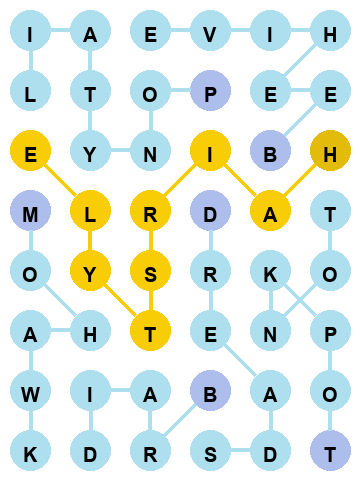 I A E V I H
L T O P E E
E Y N I B H
M L R D A T
O Y S R K O
A H T E N P
W I A B A O
K D R S D T